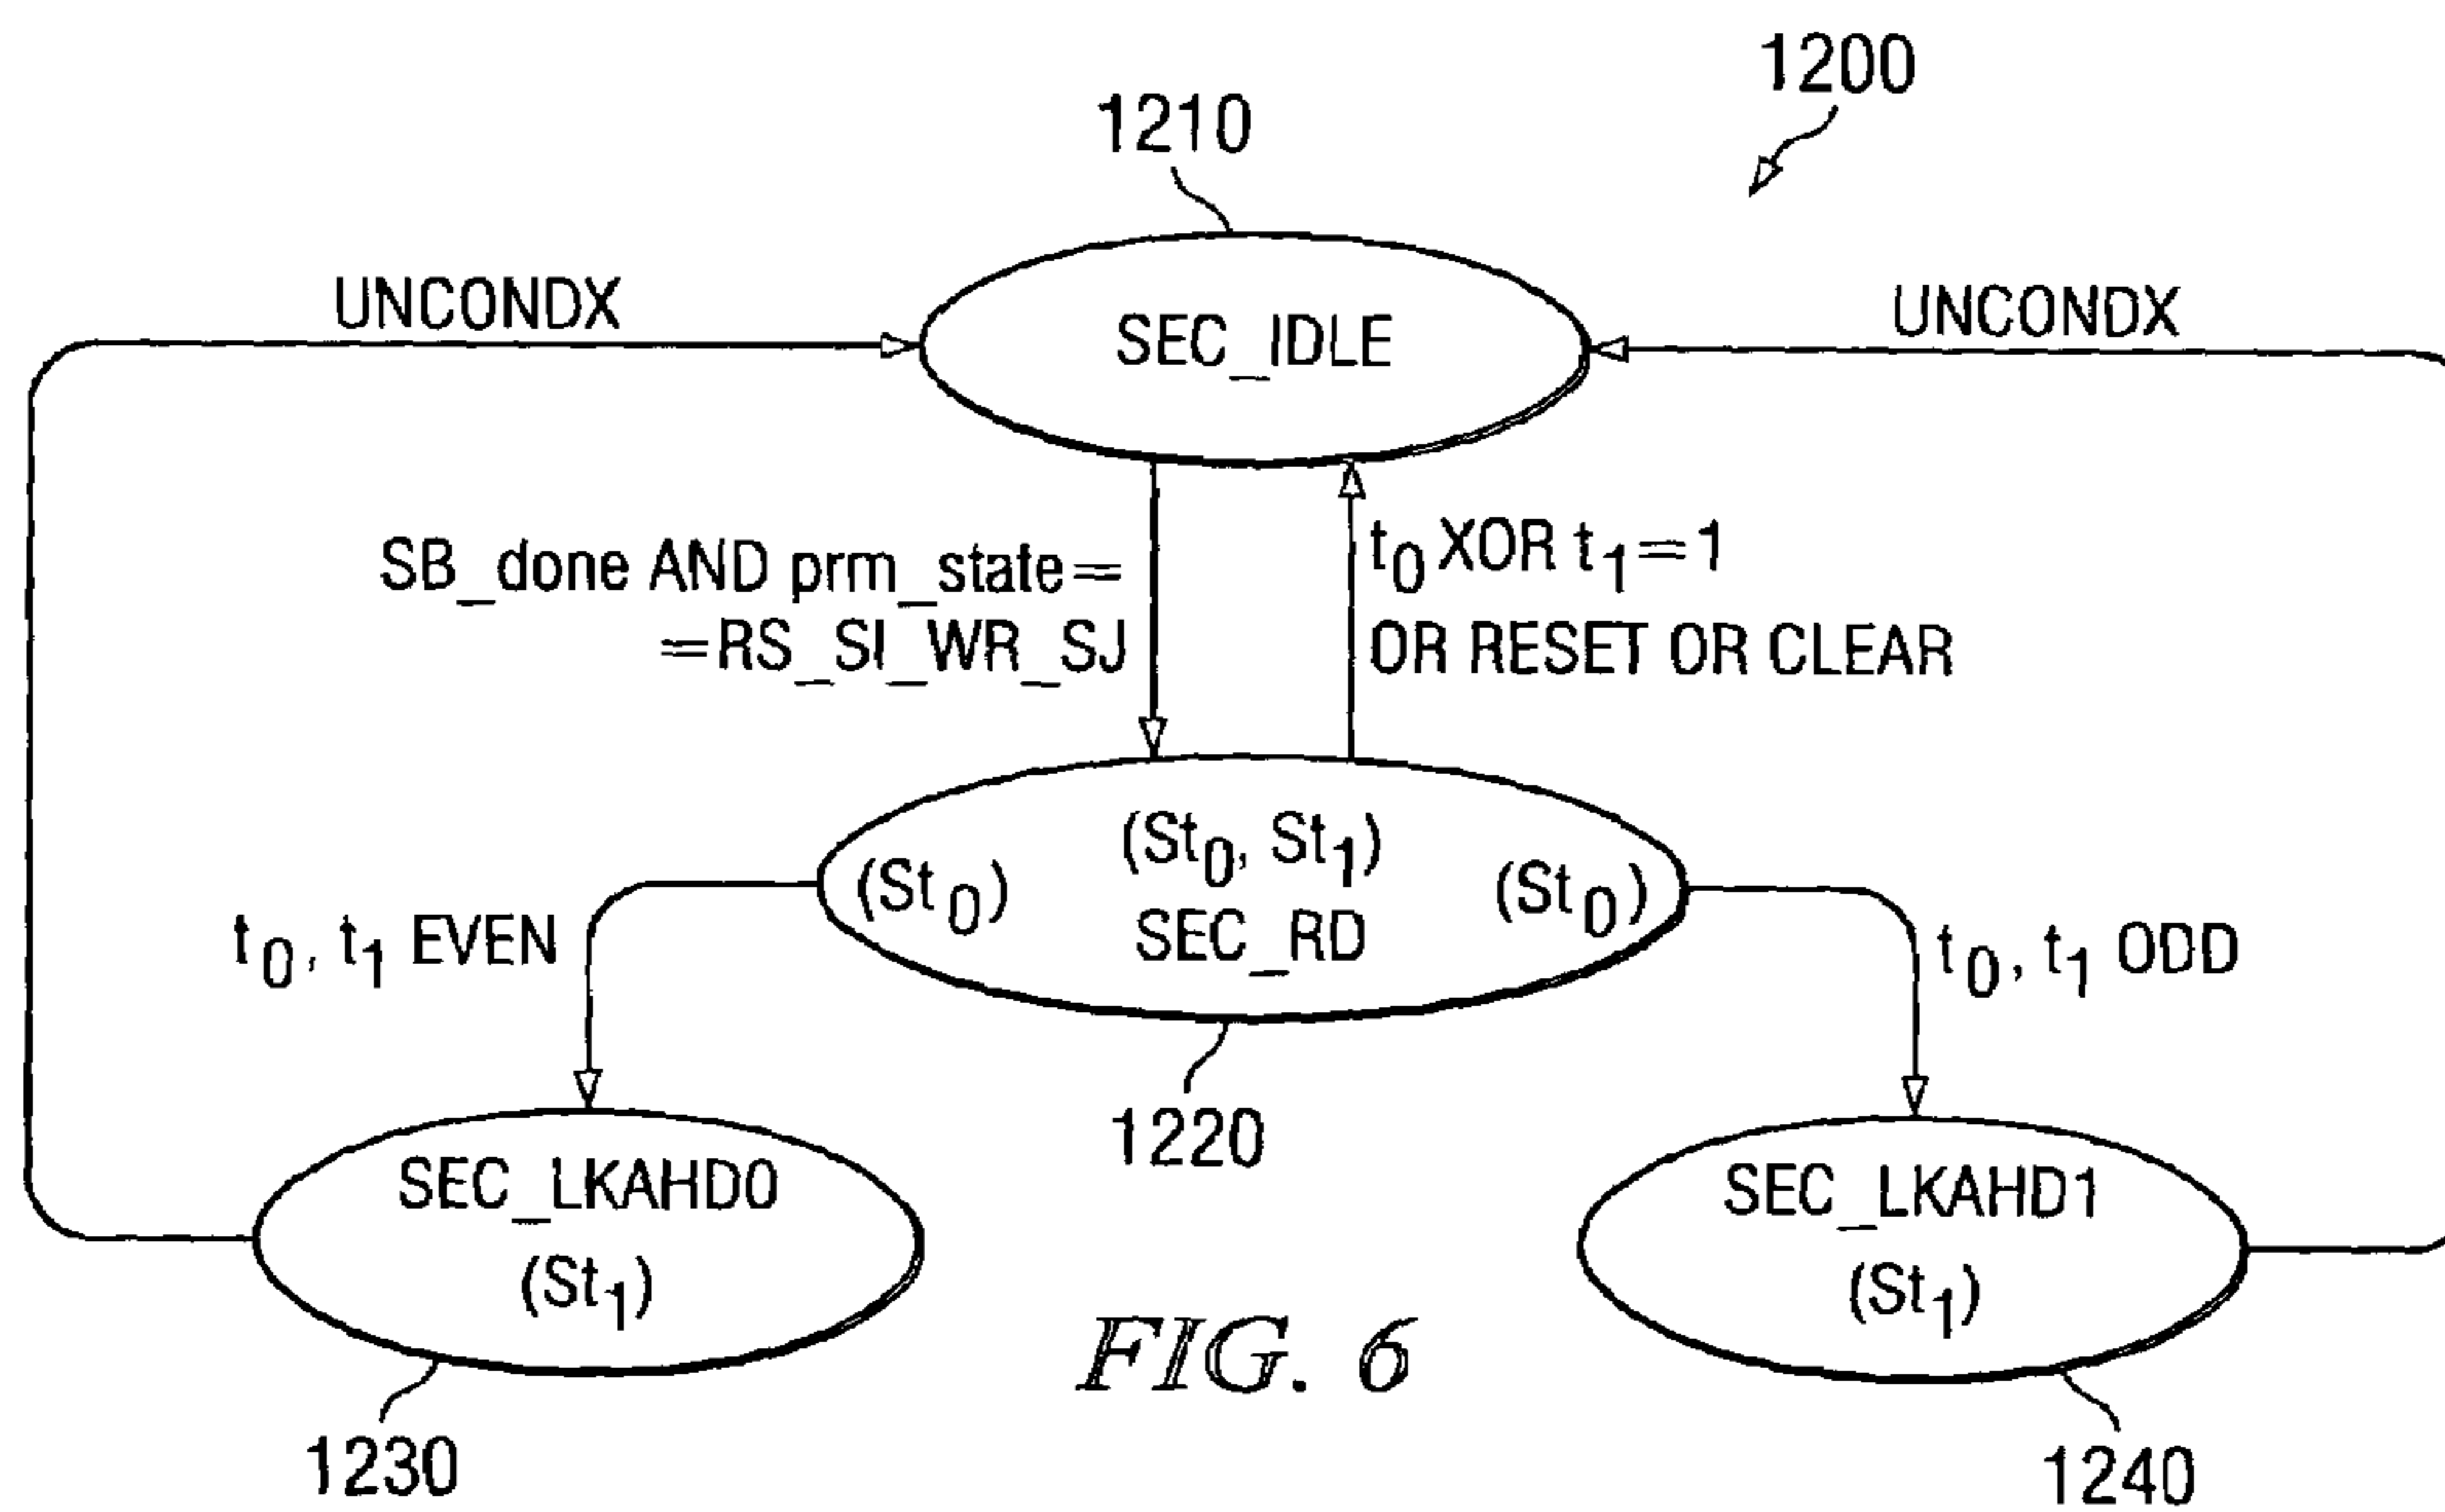 1200
1210
UNCONDX
SEC_IDLE
UNCONDX
SB_done AND prm_state=
=RS_SI_WR_SJ
t0 XOR t1=1
OR RESET OR CLEAR
(St0, St1)
(St0)
(St0)
SEC_RD
t0, t1 EVEN
t0, t1 ODD
1220
SEC_LKAHD0
(St1)
SEC_LKAHD1
(St1)
FIG. 6
1230
1240